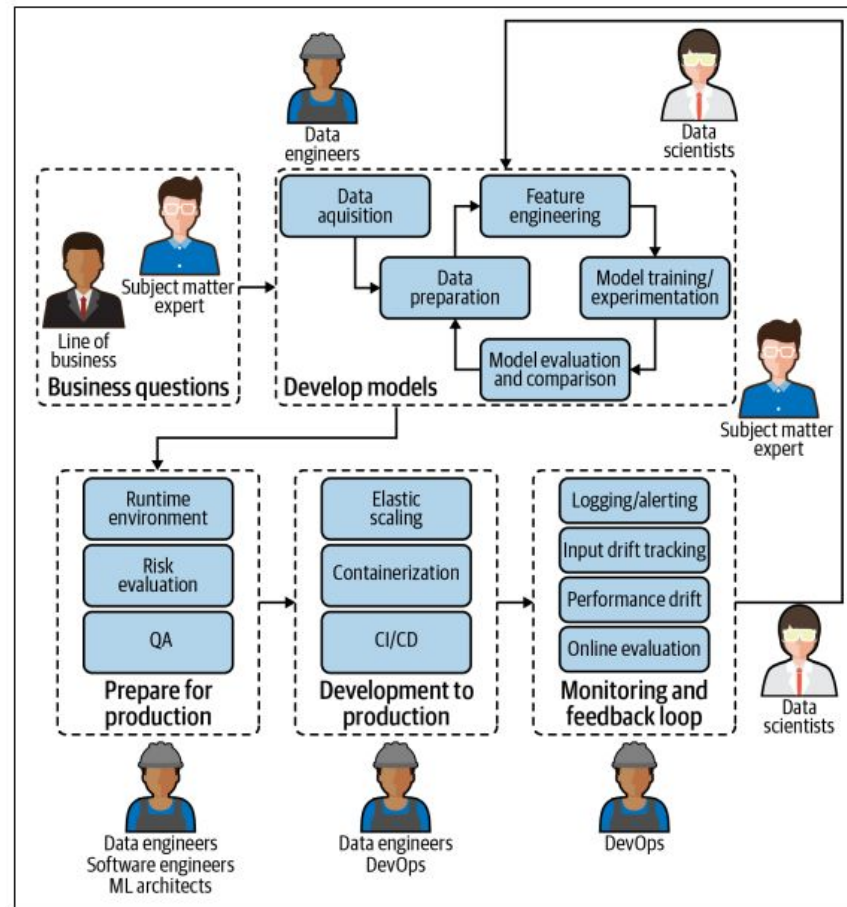 Data
engineers
Data
scientists
Subject matter
expert
Line of
business
Business questions
Data
aquisition
Feature
engineering
Data
preparation
Model training/
experimentation
Model evaluation
and comparison
Develop models
Subject matter
expert
Runtime
environment
Risk
evaluation
QA
Prepare for
production
Elastic
scaling
Containerization
CI/CD
Development to
production
Logging/alerting
Input drift tracking
Performance drift
Online evaluation
Monitoring and
feedback loop
Data
scientists
Data engineers
Software engineers
ML architects
Data engineers
DevOps
DevOps